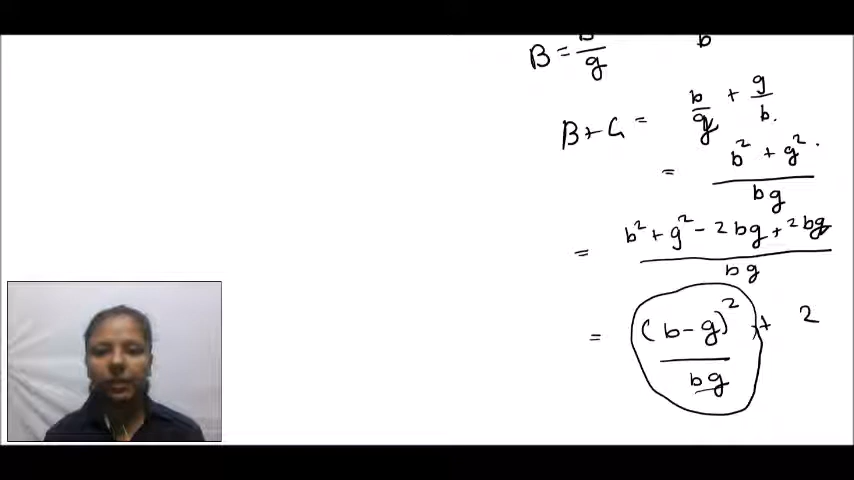 B = b/g b
B + G = b/g + g/b.
= b² + g² . / bg
= b² + g² - 2bg + 2bg / bg
= (b-g)² / bg + 2